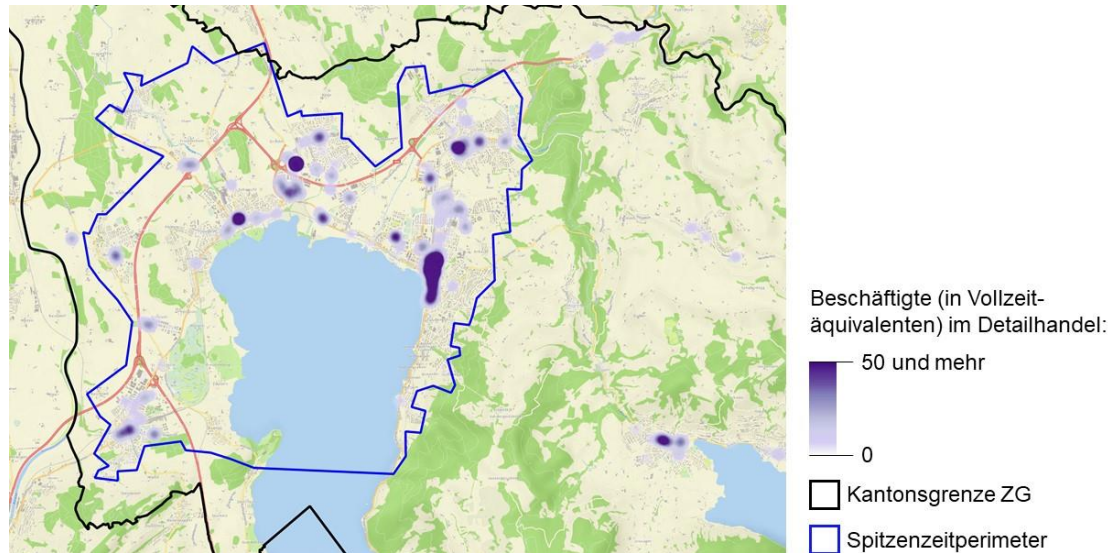 Beschäftigte (in Vollzeit-
äquivalenten) im Detailhandel:
50 und mehr
0
Kantonsgrenze ZG
Spitzenzeitperimeter